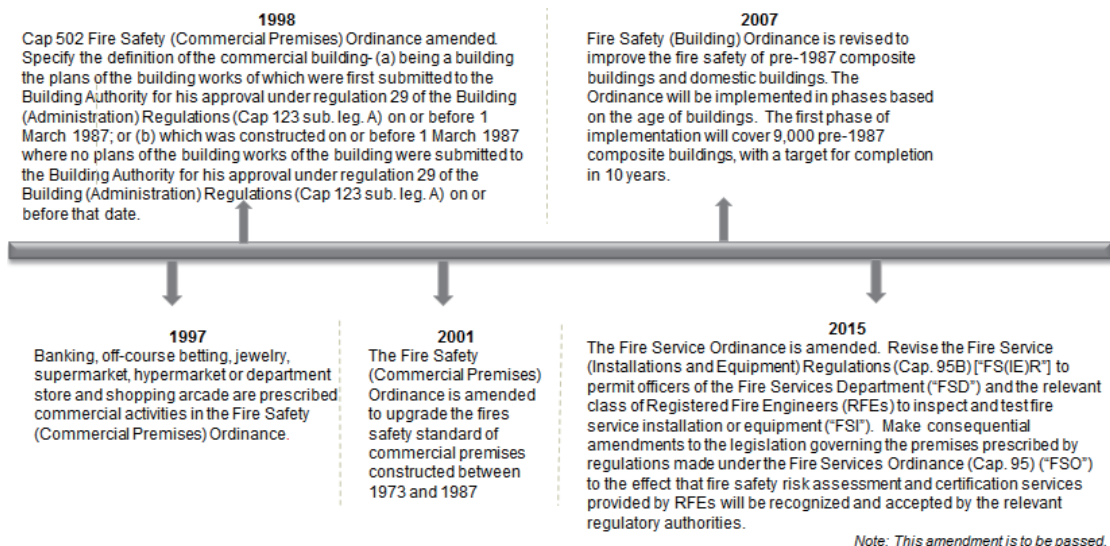 1998
Cap 502 Fire Safety (Commercial Premises) Ordinance amended.
Specify the definition of the commercial building- (a) being a building
the plans of the building works of which were first submitted to the
Building Authority for his approval under regulation 29 of the Building
(Administration) Regulations (Cap 123 sub. leg. A) on or before 1
March 1987; or (b) which was constructed on or before 1 March 1987
where no plans of the building works of the building were submitted to
the Building Authority for his approval under regulation 29 of the
Building (Administration) Regulations (Cap 123 sub. leg. A) on or
before that date.
2007
Fire Safety (Building) Ordinance is revised to
improve the fire safety of pre-1987 composite
buildings and domestic buildings. The
Ordinance will be implemented in phases based
on the age of buildings. The first phase of
implementation will cover 9,000 pre-1987
composite buildings, with a target for completion
in 10 years.
1997
Banking, off-course betting, jewelry,
supermarket, hypermarket or department
store and shopping arcade are prescribed
commercial activities in the Fire Safety
(Commercial Premises) Ordinance.
2001
The Fire Safety
(Commercial Premises)
Ordinance is amended
to upgrade the fires
safety standard of
commercial premises
constructed between
1973 and 1987
2015
The Fire Service Ordinance is amended. Revise the Fire Service
(Installations and Equipment) Regulations (Cap. 95B) ["FS(IE)R"] to
permit officers of the Fire Services Department ("FSD") and the relevant
class of Registered Fire Engineers (RFEs) to inspect and test fire
service installation or equipment ("FSI"). Make consequential
amendments to the legislation governing the premises prescribed by
regulations made under the Fire Services Ordinance (Cap. 95) ("FSO")
to the effect that fire safety risk assessment and certification services
provided by RFEs will be recognized and accepted by the relevant
regulatory authorities.
Note: This amendment is to be passed.